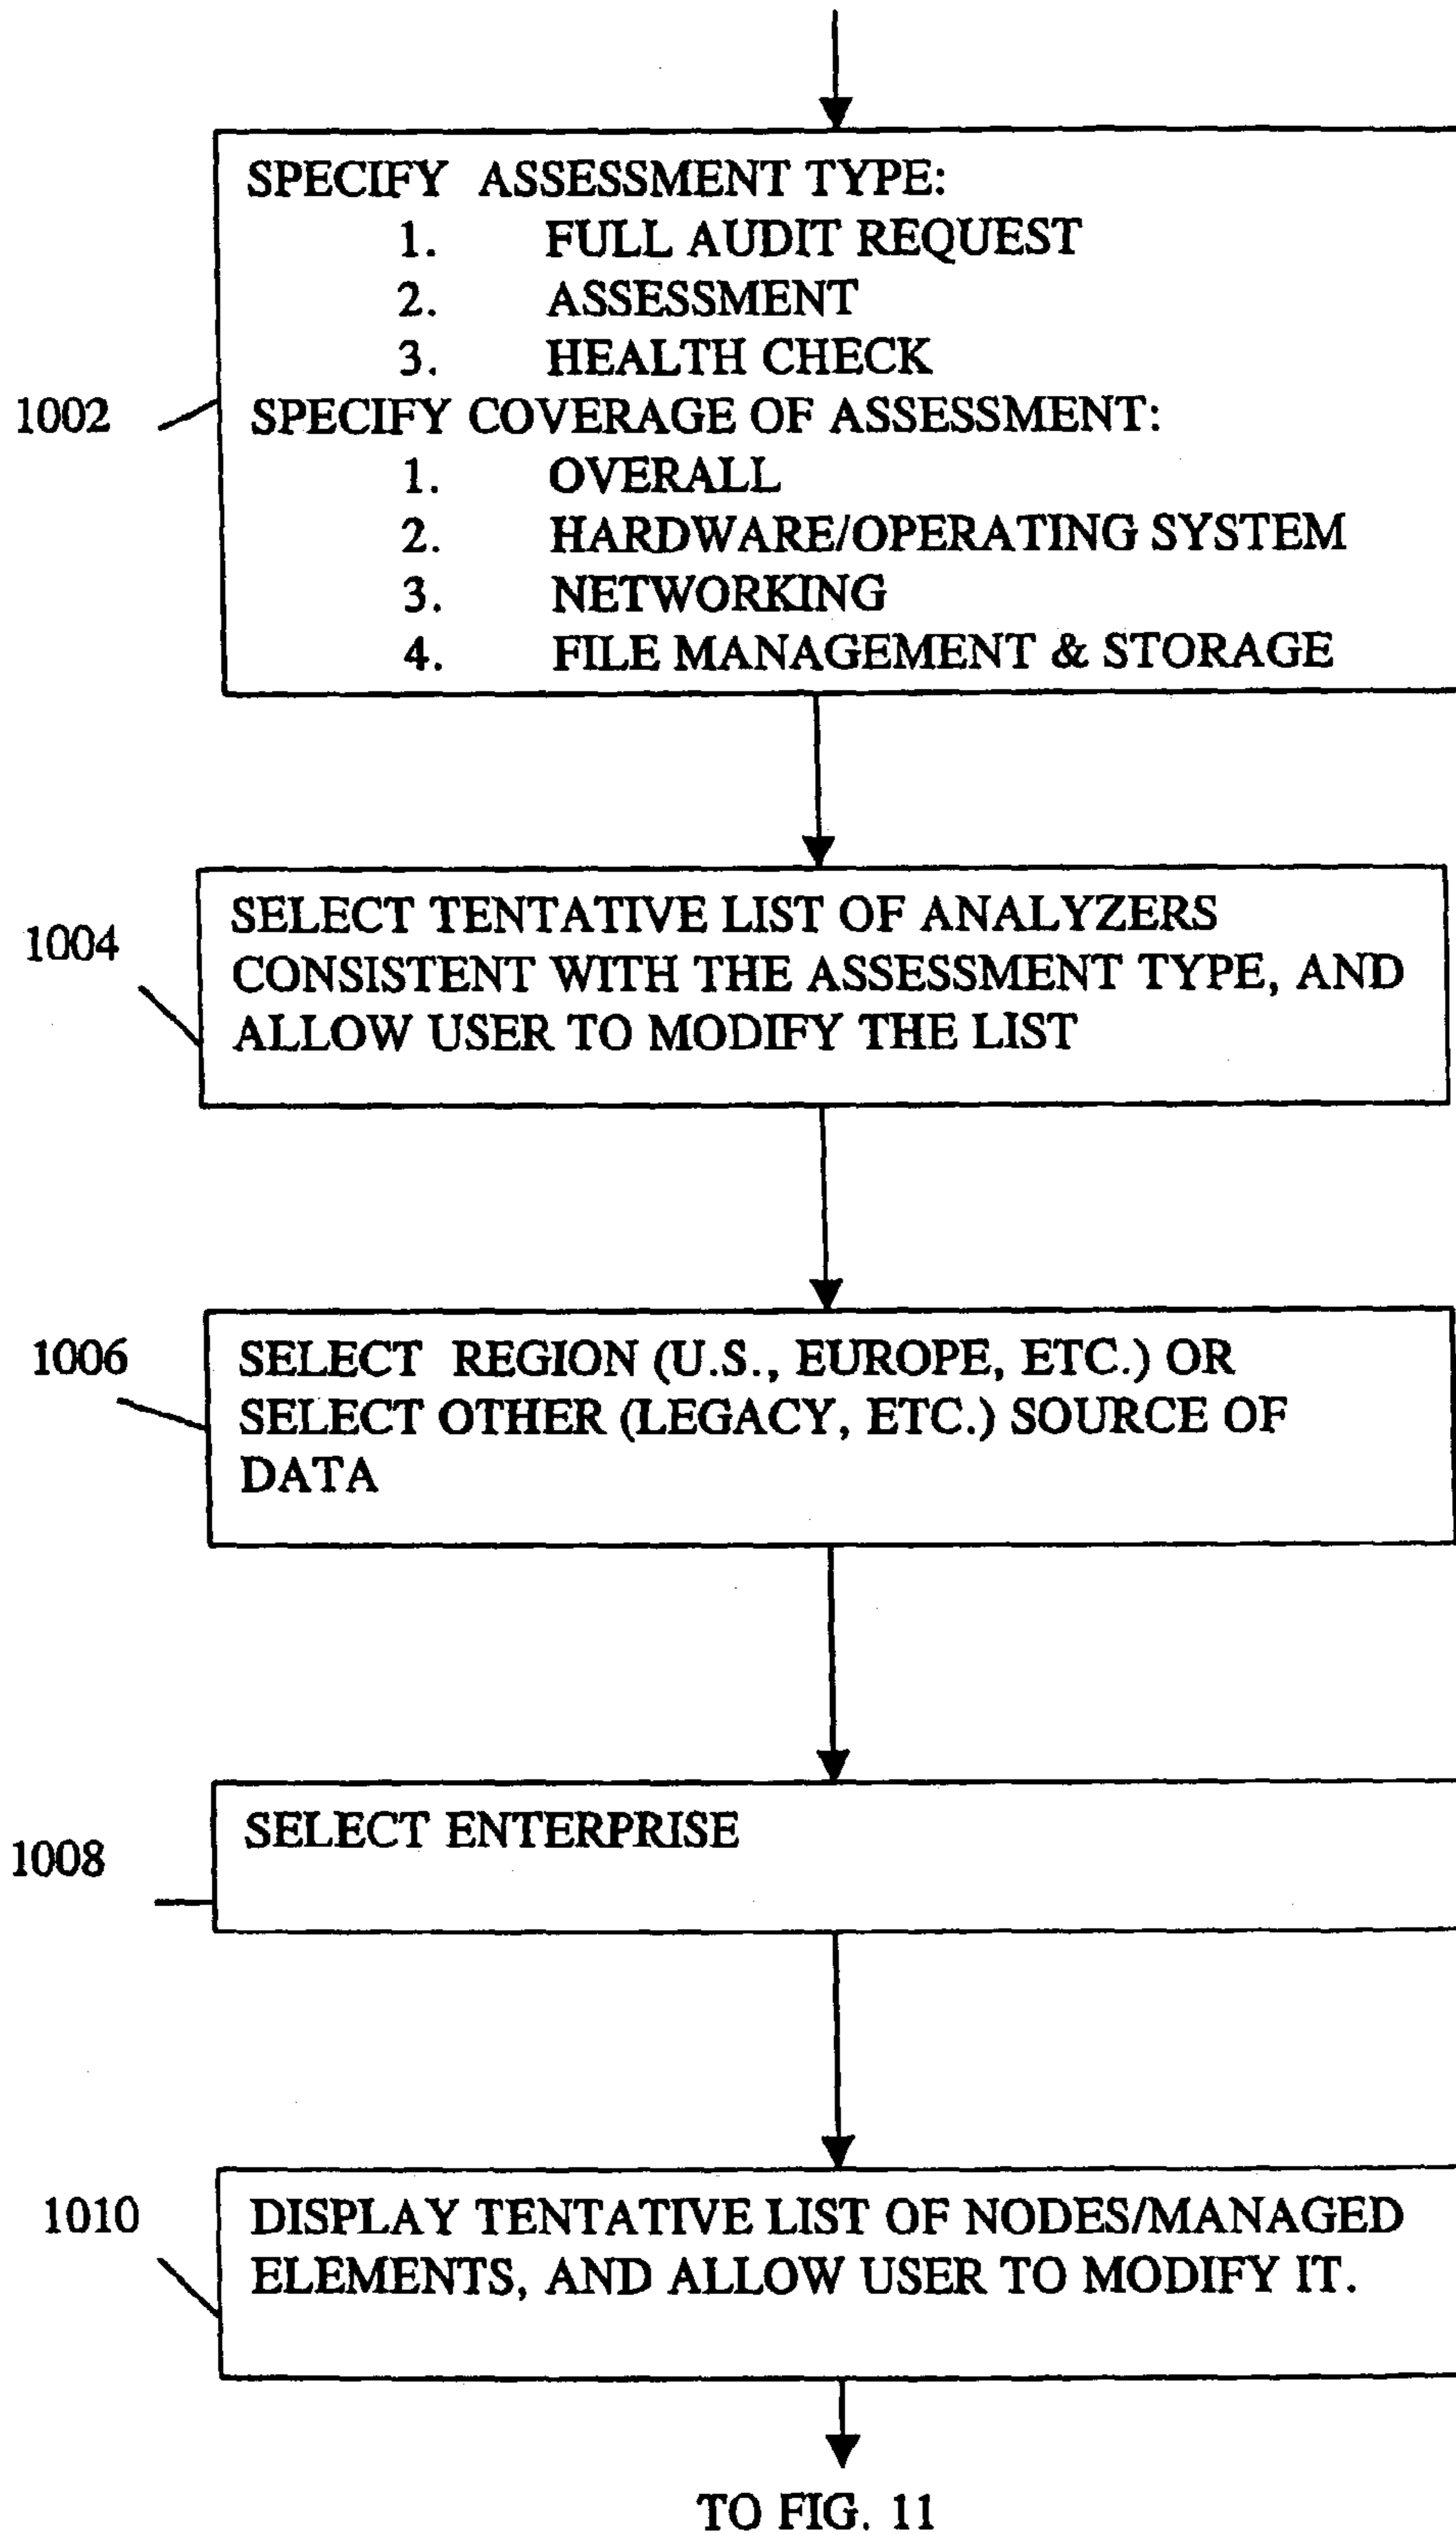 SPECIFY ASSESSMENT TYPE:
1. FULL AUDIT REQUEST
2. ASSESSMENT
3. HEALTH CHECK
1002
SPECIFY COVERAGE OF ASSESSMENT:
1. OVERALL
2. HARDWARE/OPERATING SYSTEM
3. NETWORKING
4. FILE MANAGEMENT & STORAGE
1004
SELECT TENTATIVE LIST OF ANALYZERS
CONSISTENT WITH THE ASSESSMENT TYPE, AND
ALLOW USER TO MODIFY THE LIST
1006
SELECT REGION (U.S., EUROPE, ETC.) OR
SELECT OTHER (LEGACY, ETC.) SOURCE OF
DATA
1008
SELECT ENTERPRISE
1010
DISPLAY TENTATIVE LIST OF NODES/MANAGED
ELEMENTS, AND ALLOW USER TO MODIFY IT.
TO FIG. 11